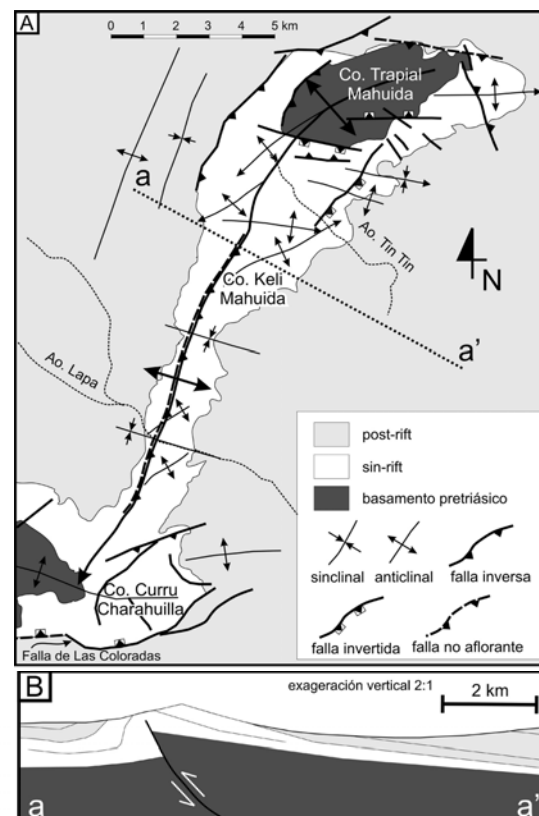 A
0 1 2 3 4 5 km
Co. Trapial
Mahuida
a
Ao. Tin Tin
N
Co. Keli
Mahuida
a'
Ao. Lapa
post-rift
sin-rift
basamento pretriásico
sinclinal anticlinal falla inversa
falla invertida falla no aflorante
Co. Curru
Charahuilla
Falla de Las Coloradas
B
exageración vertical 2:1
2 km
a a'